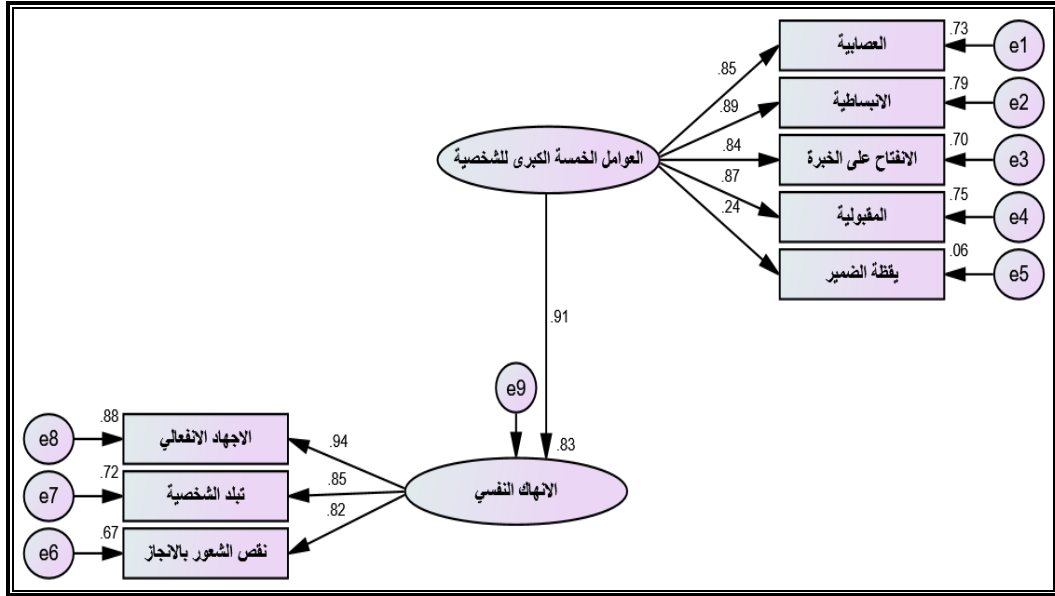 .73
العصابية
e1
.85
.79
الانبساطية
e2
.89
.70
الانفتاح على الخبرة
e3
.84
العوامل الخمسة الكبرى للشخصية
.87
.75
المقبولية
e4
.24
.06
يقظة الضمير
e5
.91
e9
.83
.88
الاجهاد الانفعالي
e8
.94
الانهاك النفسي
.72
تبلد الشخصية
e7
.85
.82
.67
نقص الشعور بالانجاز
e6